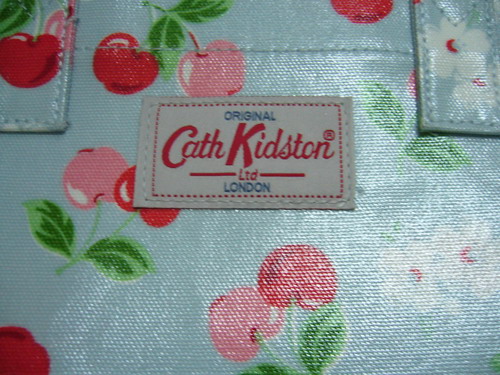 ORIGINAL
Cath Kidston®
Ltd
LONDON